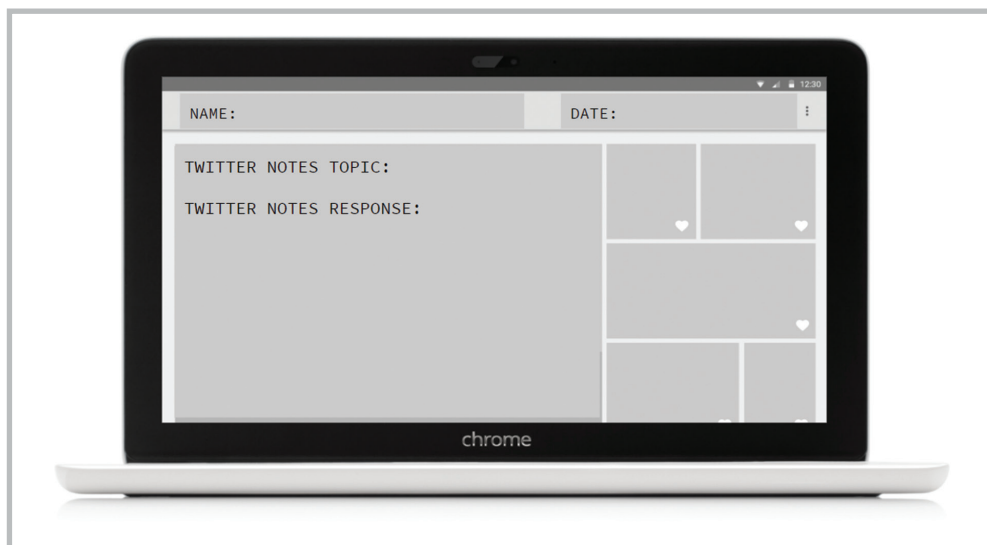 12:30
NAME:
DATE:
TWITTER NOTES TOPIC:
TWITTER NOTES RESPONSE:
chrome